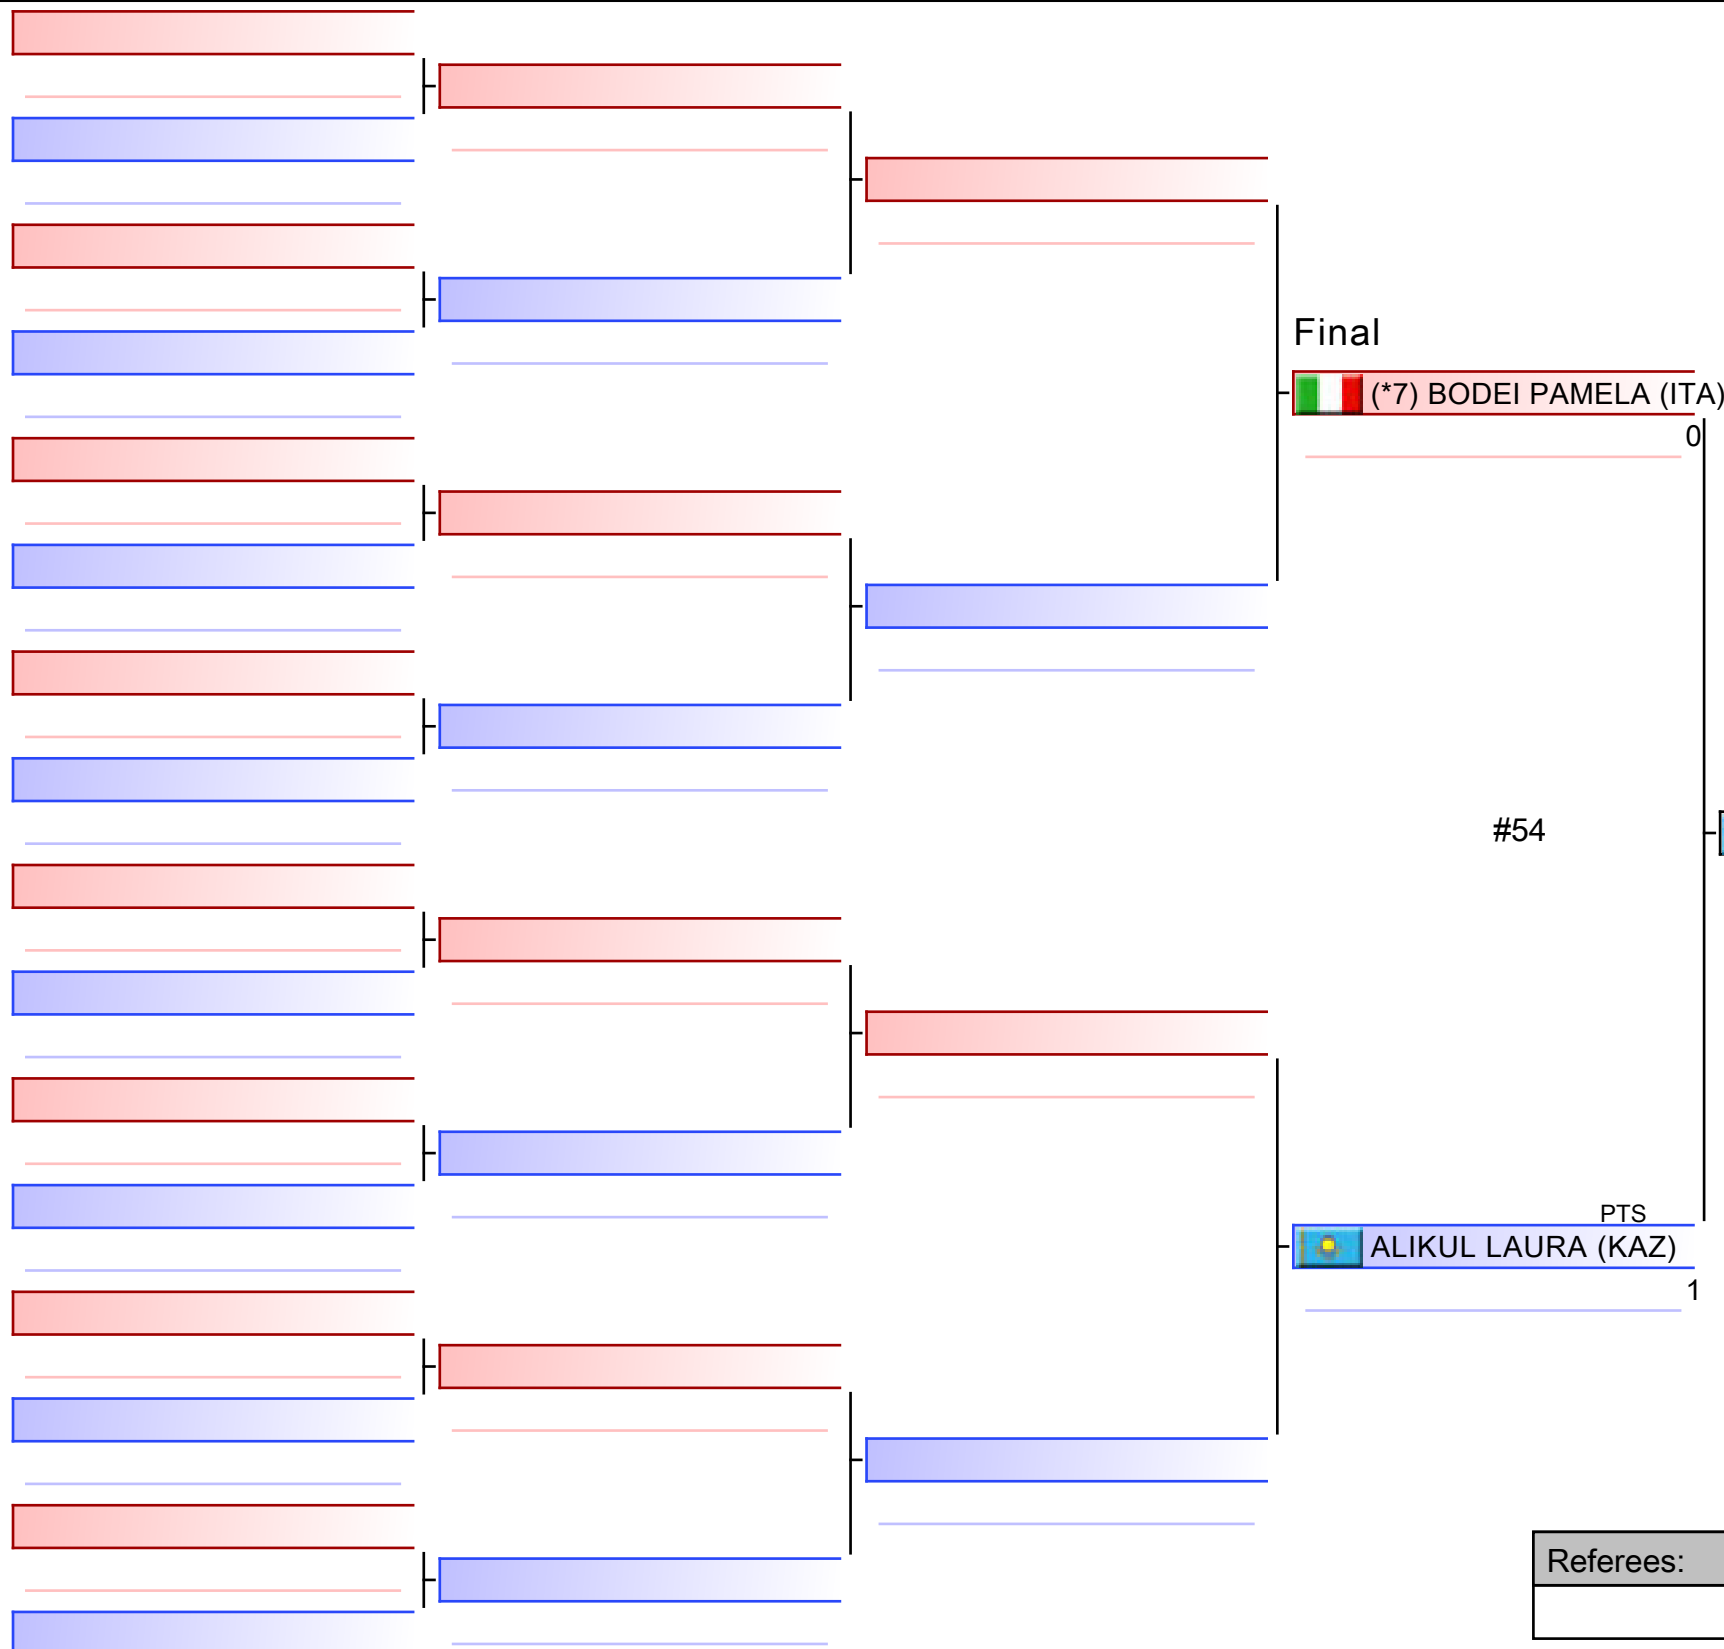 Final
(*7) BODEI PAMELA (ITA)
0
#54
PTS
ALIKUL LAURA (KAZ)
1
Referees: